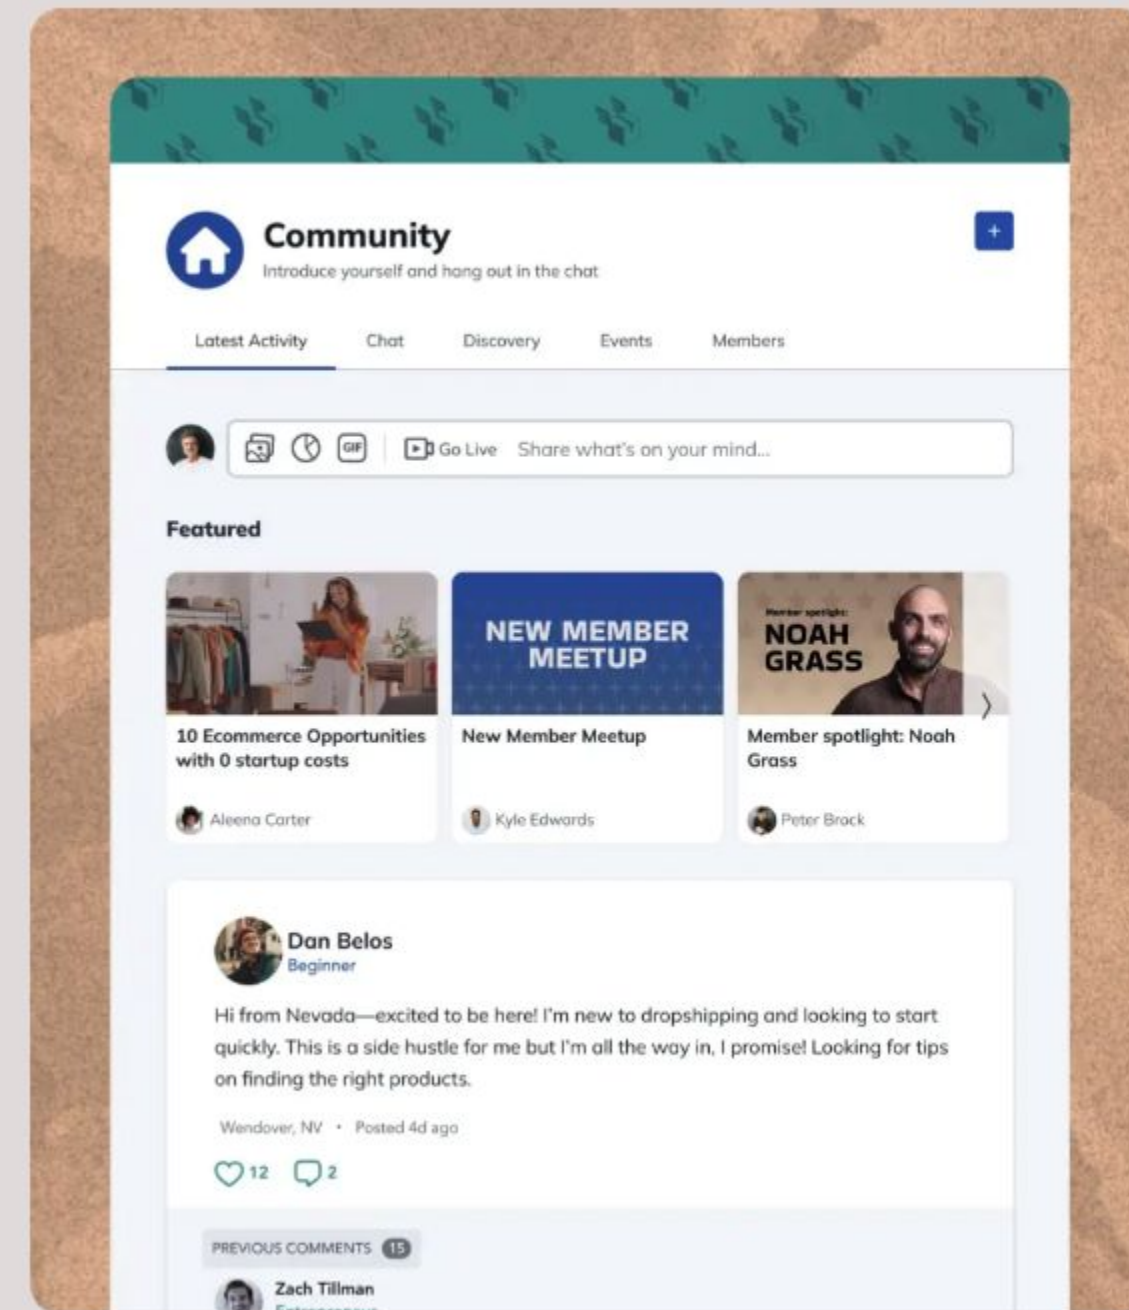 Community
+
Introduce yourself and hang out in the chat
Latest Activity Chat Discovery Events Members
GIF Go Live Share what's on your mind...
Featured
NEW MEMBER
MEETUP
Member spotlight:
NOAH
GRASS
10 Ecommerce Opportunities
with 0 startup costs
Aleena Carter
New Member Meetup
Kyle Edwards
Member spotlight: Noah
Grass
Peter Brack
Dan Belos
Beginner
Hi from Nevada—excited to be here! I'm new to dropshipping and looking to start
quickly. This is a side hustle for me but I'm all the way in, I promise! Looking for tips
on finding the right products.
Wendover, NV • Posted 4d ago
12 2
PREVIOUS COMMENTS 15
Zach Tillman